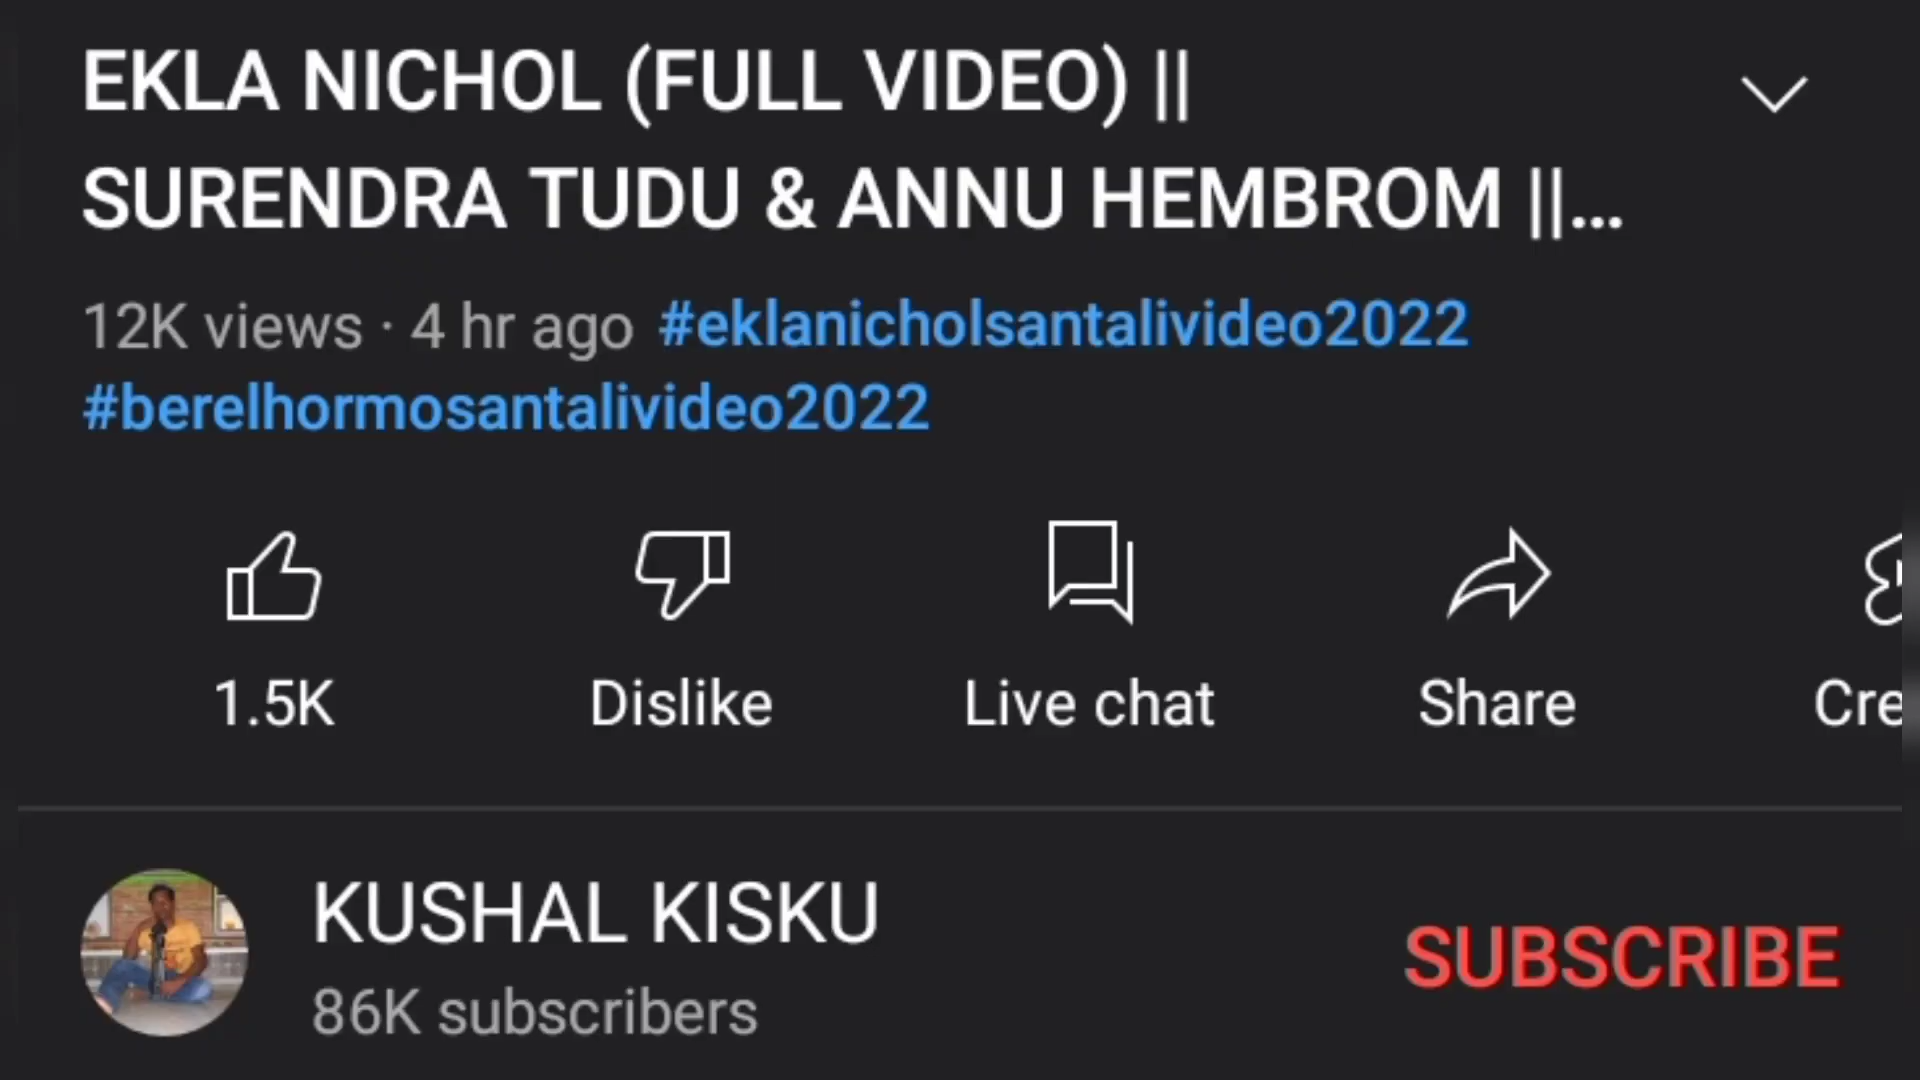 EKLA NICHOL (FULL VIDEO) ||
SURENDRA TUDU & ANNU HEMBROM ||...
12K views · 4 hr ago #eklanicholsantalivideo2022
#berelhormosantalivideo2022
1.5K Dislike Live chat Share Cre
KUSHAL KISKU
SUBSCRIBE
86K subscribers